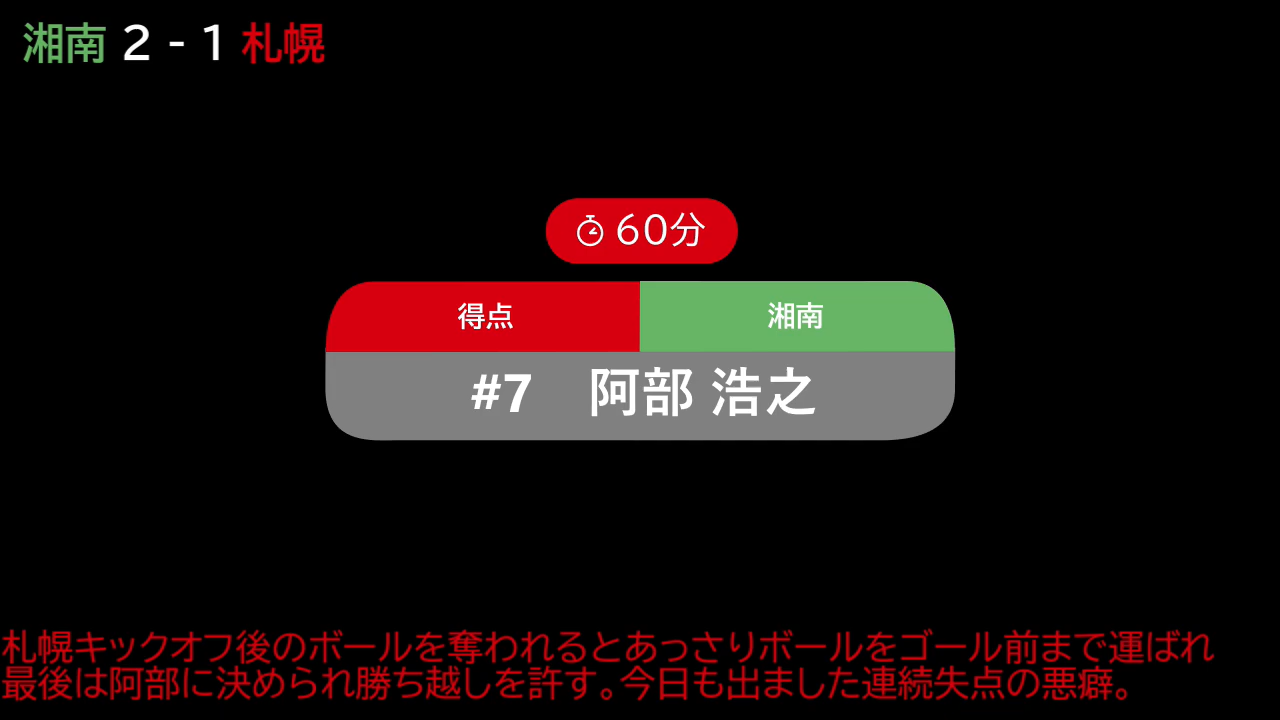 湘南 2 - 1 札幌
60分
得点 湘南
#7　阿部 浩之
札幌キックオフ後のボールを奪われるとあっさりボールをゴール前まで運ばれ
最後は阿部に決められ勝ち越しを許す。今日も出ました連続失点の悪癖。